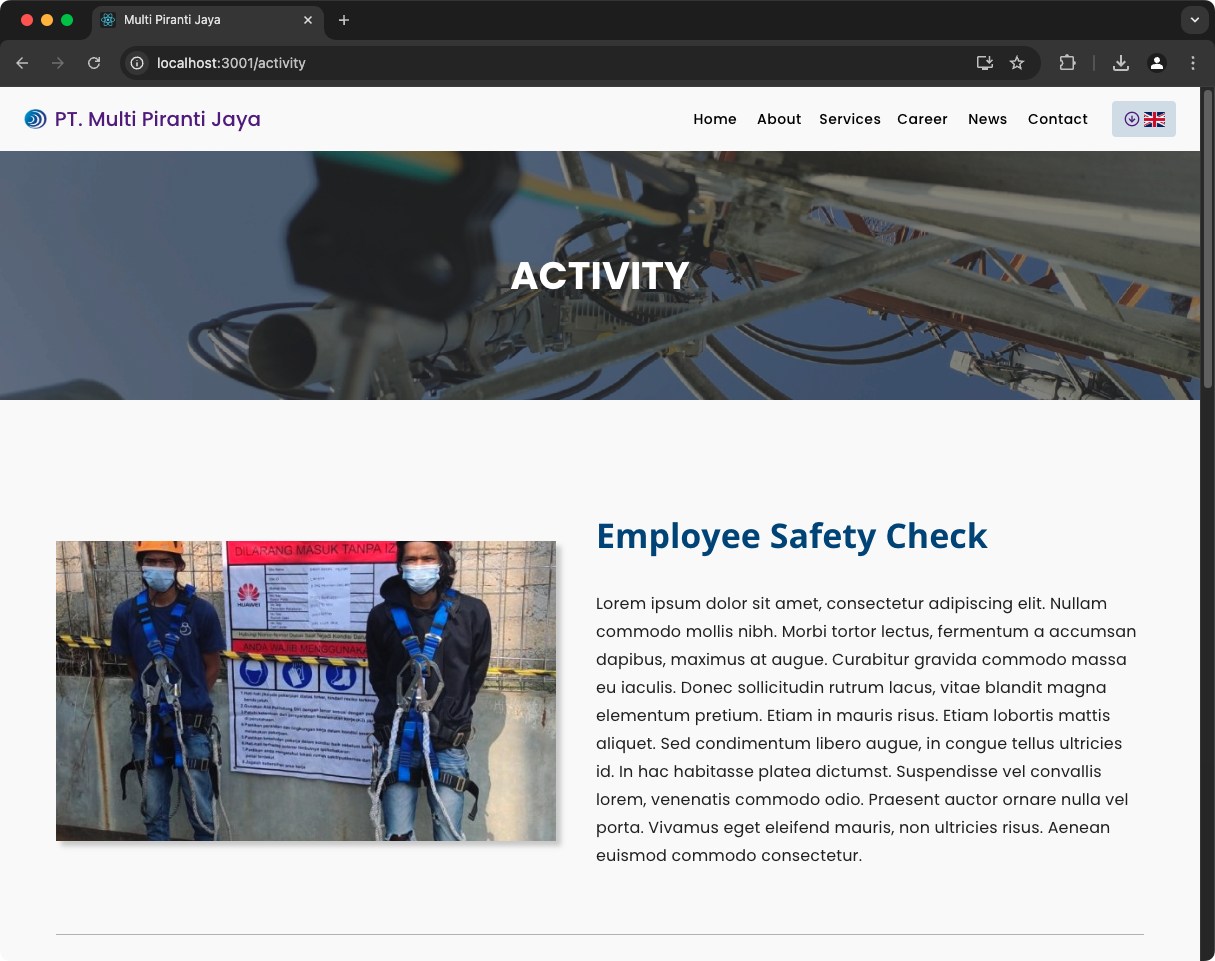 Multi Piranti Jaya
localhost:3001/activity
PT. Multi Piranti Jaya
Home About Services Career News Contact
ACTIVITY
DILARANG MASUK TANPA IZ
HUAWEI
ANDA WAJIB MENGGUNAKA
Employee Safety Check
Lorem ipsum dolor sit amet, consectetur adipiscing elit. Nullam
commodo mollis nibh. Morbi tortor lectus, fermentum a accumsan
dapibus, maximus at augue. Curabitur gravida commodo massa
eu iaculis. Donec sollicitudin rutrum lacus, vitae blandit magna
elementum pretium. Etiam in mauris risus. Etiam lobortis mattis
aliquet. Sed condimentum libero augue, in congue tellus ultricies
id. In hac habitasse platea dictumst. Suspendisse vel convallis
lorem, venenatis commodo odio. Praesent auctor ornare nulla vel
porta. Vivamus eget eleifend mauris, non ultricies risus. Aenean
euismod commodo consectetur.